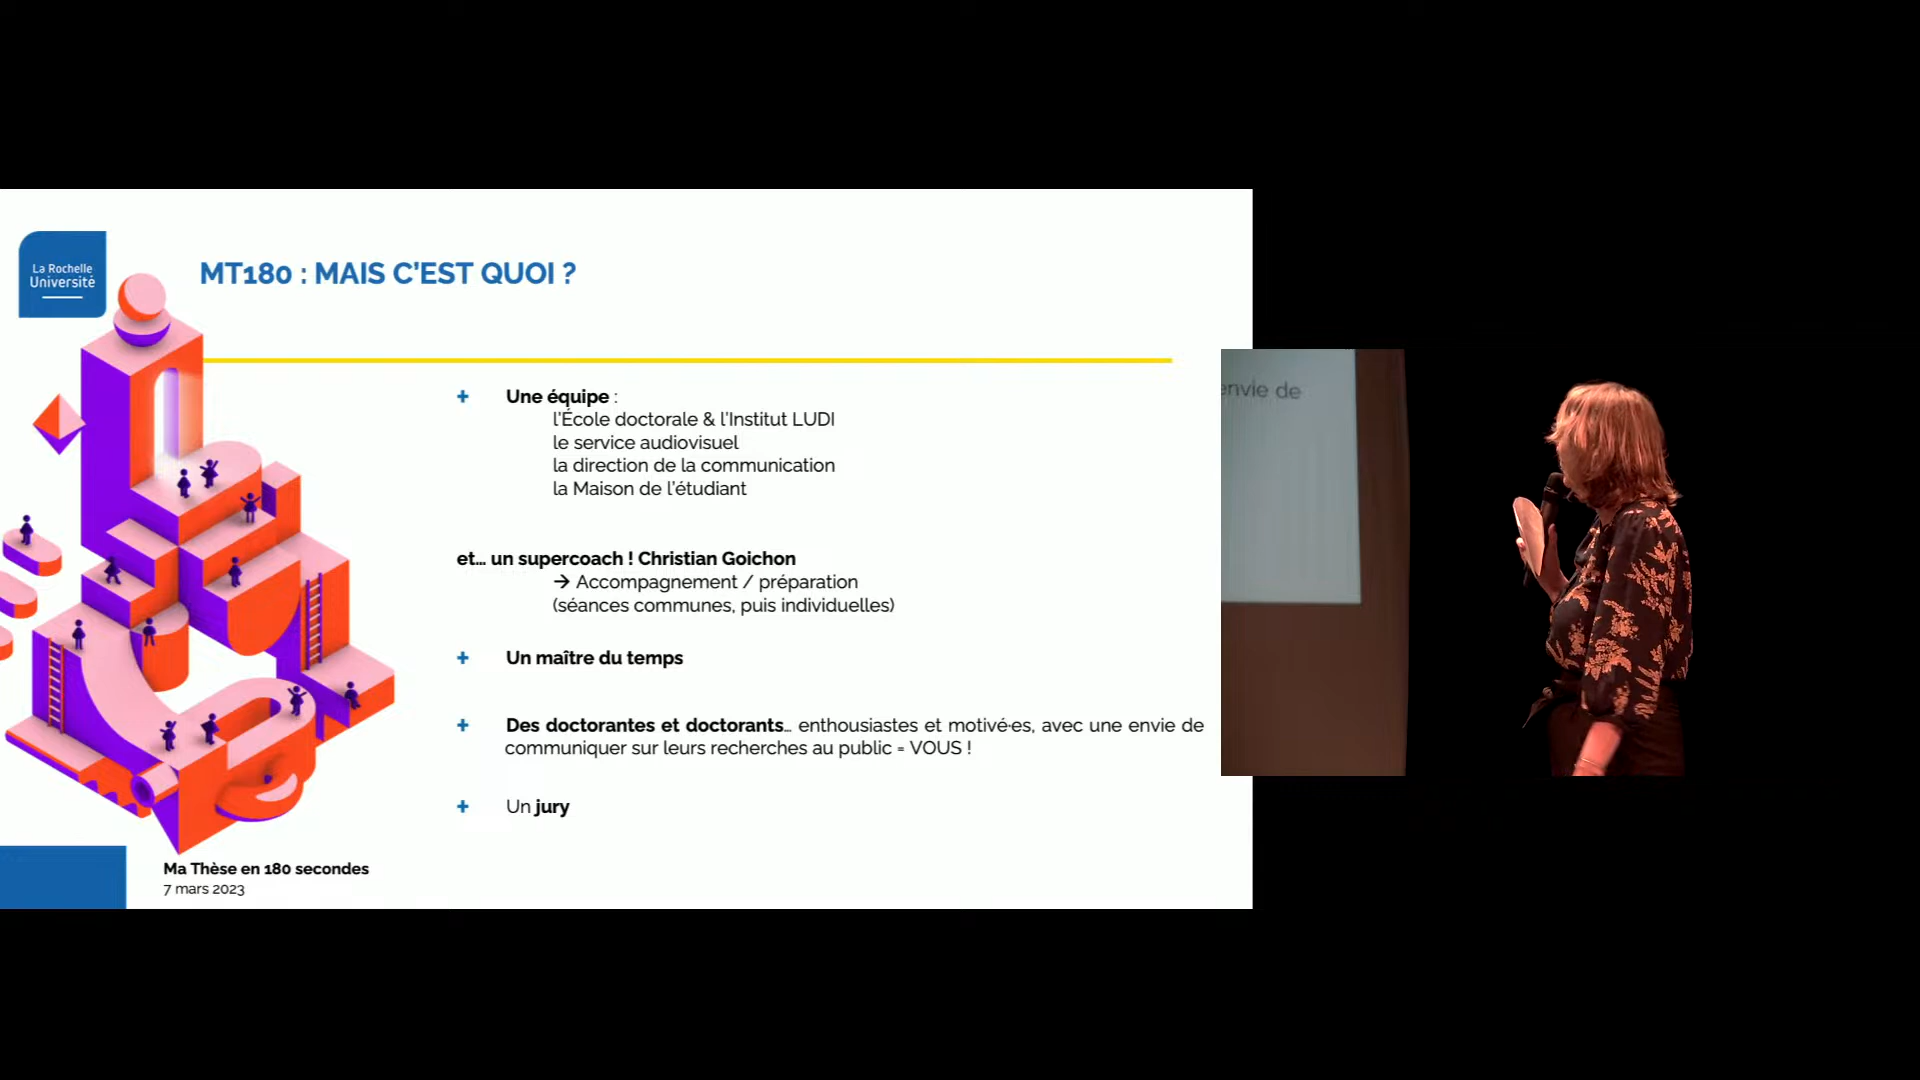 La Rochelle
Université
MT180 : MAIS C'EST QUOI ?
+ Une équipe :
l'École doctorale & l'Institut LUDI
le service audiovisuel
la direction de la communication
la Maison de l'étudiant
et... un supercoach ! Christian Goichon
→ Accompagnement / préparation
(séances communes, puis individuelles)
+ Un maître du temps
+ Des doctorantes et doctorants... enthousiastes et motivé·es, avec une envie de
communiquer sur leurs recherches au public = VOUS !
+ Un jury
Ma Thèse en 180 secondes
7 mars 2023
envie de